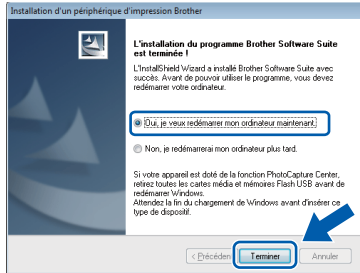 Installation d'un périphérique d'impression Brother
L'installation du programme Brother Software Suite
est terminée !
L'InstallShield Wizard a installé Brother Software Suite avec
succès. Avant de pouvoir utiliser le programme, vous devez
redémarrer votre ordinateur.
Oui, je veux redémarrer mon ordinateur maintenant.
Non, je redémarrerai mon ordinateur plus tard.
Si votre appareil est doté de la fonction PhotoCapture Center,
retirez toutes les cartes média et mémoires Flash USB avant de
redémarrer Windows.
Attendez la fin du chargement de Windows avant d'insérer ce
type de dispositif.
< Précéden Terminer Annuler